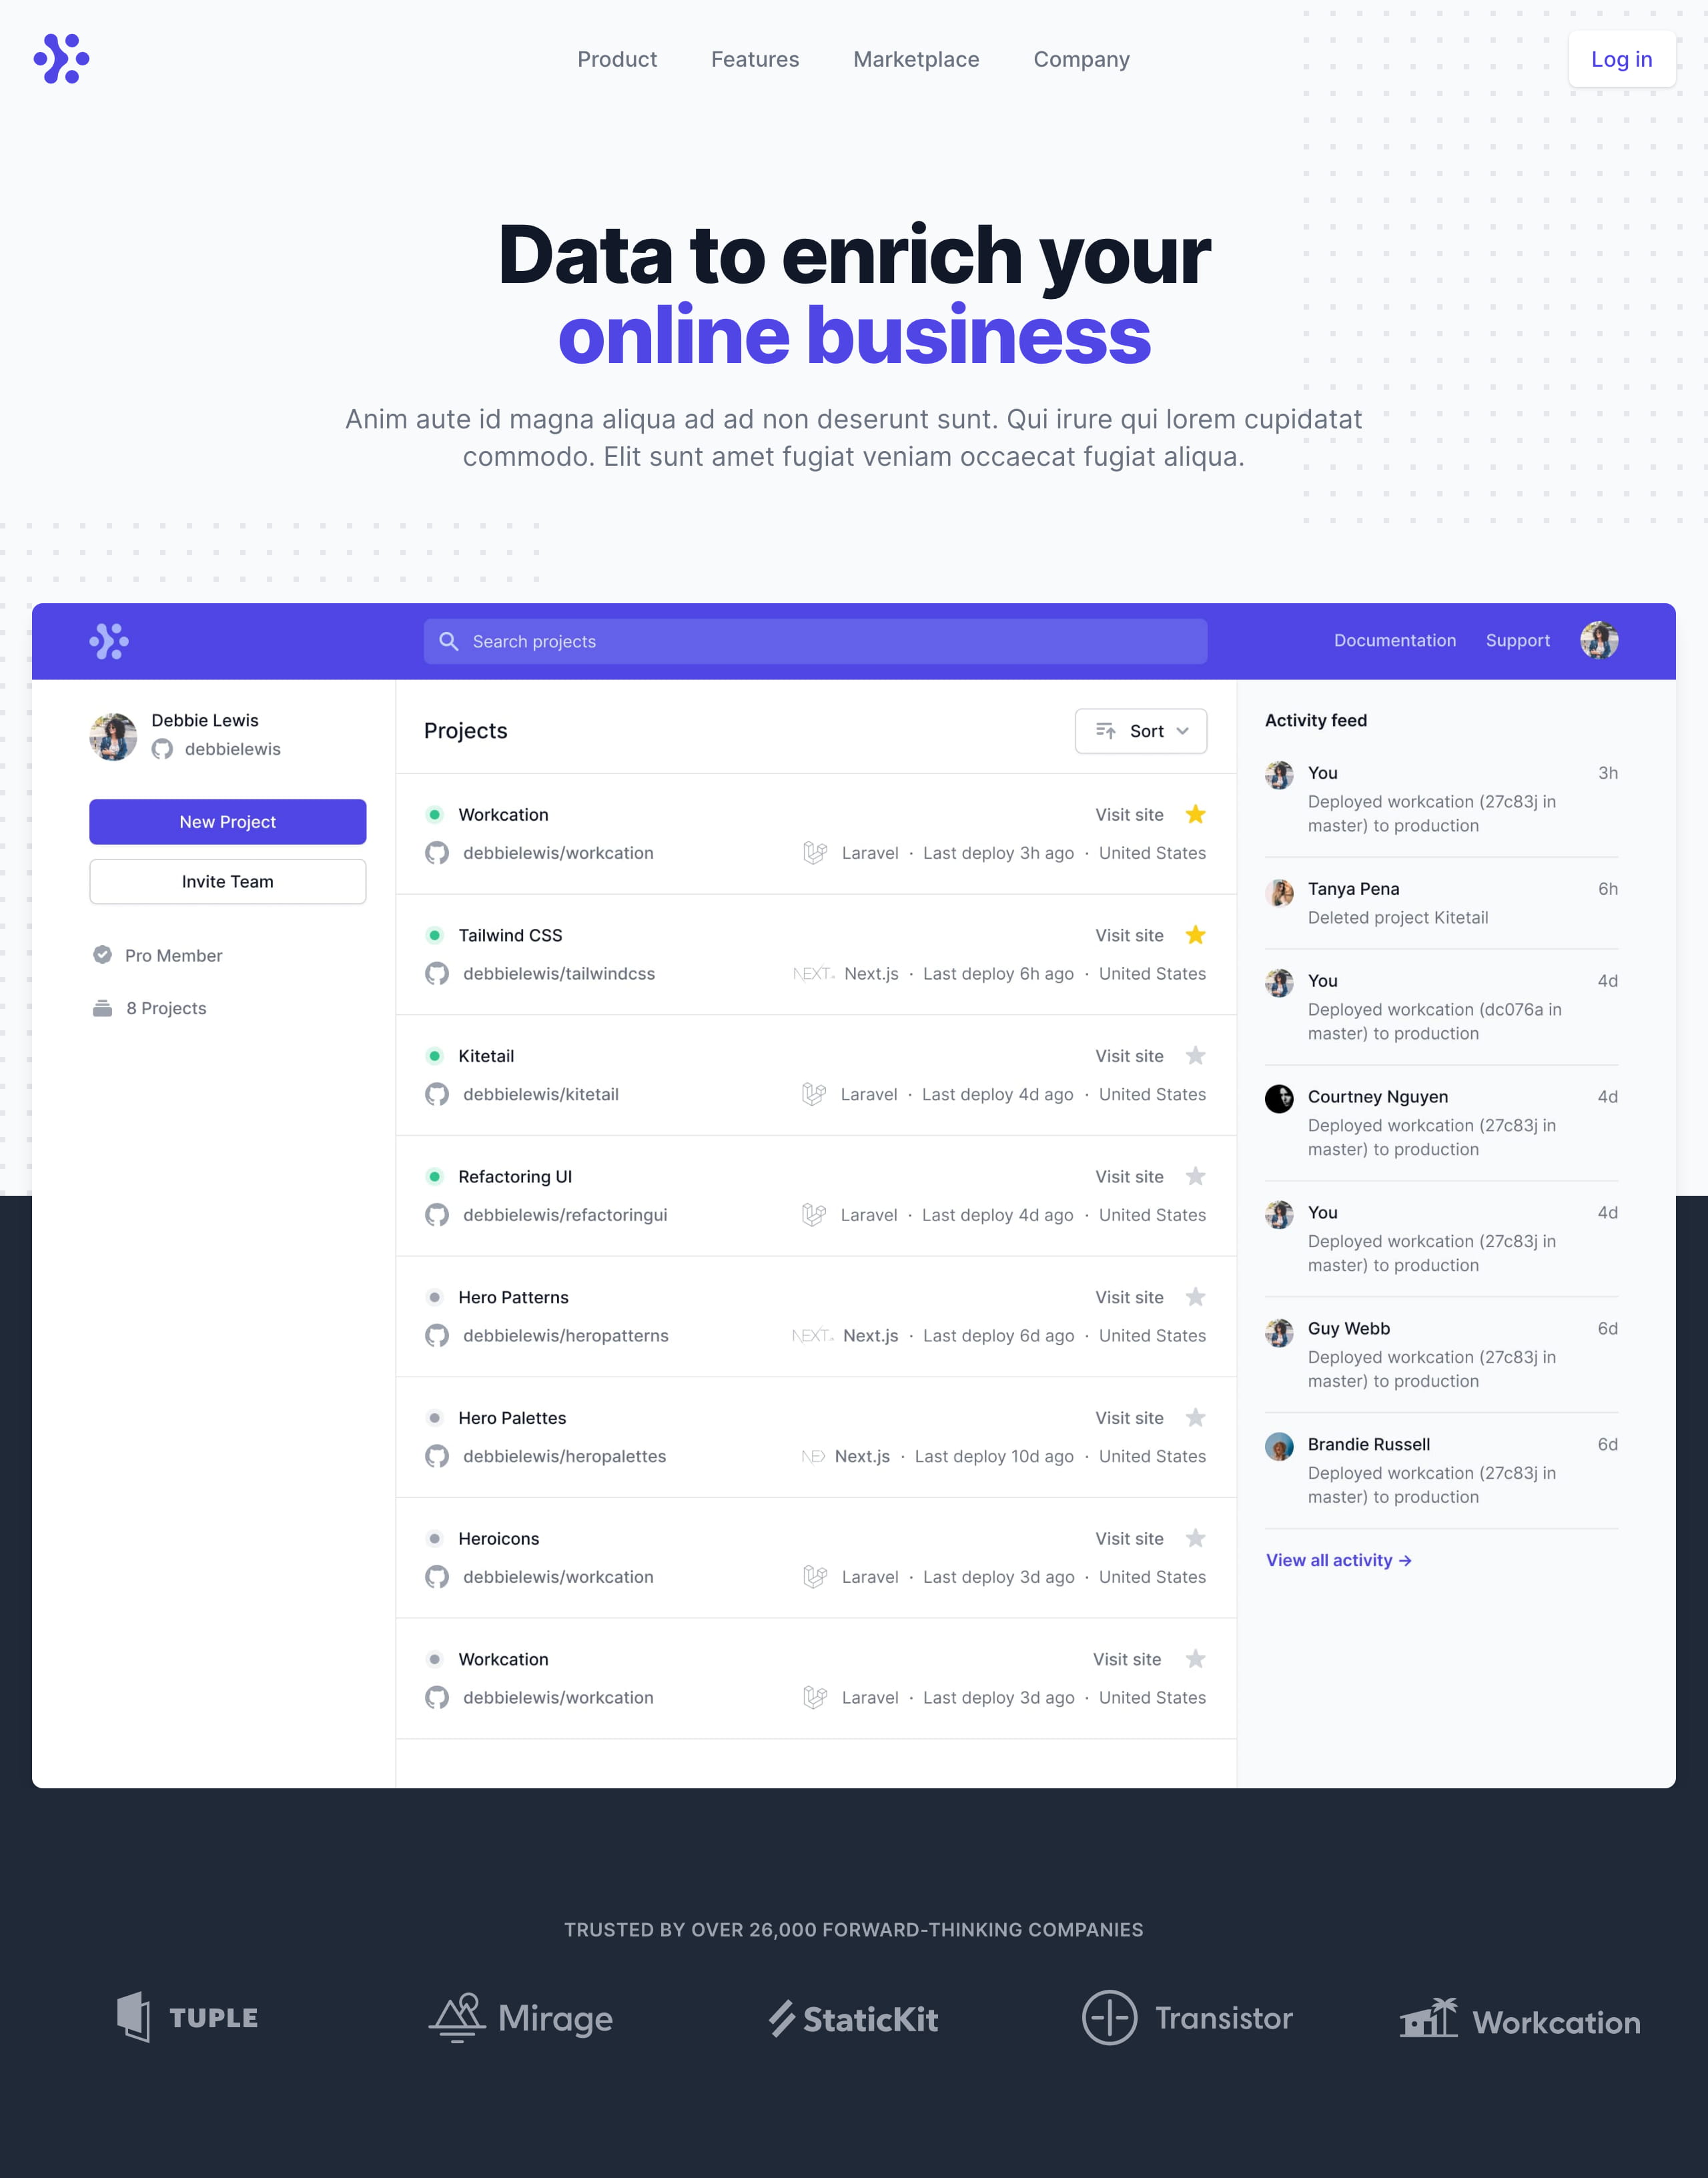 Product Features Marketplace Company Log in
Data to enrich your
online business
Anim aute id magna aliqua ad ad non deserunt sunt. Qui irure qui lorem cupidatat
commodo. Elit sunt amet fugiat veniam occaecat fugiat aliqua.
Search projects
Documentation Support
Debbie Lewis
debbielewis
New Project
Invite Team
Pro Member
8 Projects
Projects Sort
Workcation Visit site
debbielewis/workcation Laravel · Last deploy 3h ago · United States
Tailwind CSS Visit site
debbielewis/tailwindcss NEXT.JS Next.js · Last deploy 6h ago · United States
Kitetail Visit site
debbielewis/kitetail Laravel · Last deploy 4d ago · United States
Refactoring UI Visit site
debbielewis/refactoringui Laravel · Last deploy 4d ago · United States
Hero Patterns Visit site
debbielewis/heropatterns NEXT.JS Next.js · Last deploy 6d ago · United States
Hero Palettes Visit site
debbielewis/heropalettes Next.js · Last deploy 10d ago · United States
Heroicons Visit site
debbielewis/workcation Laravel · Last deploy 3d ago · United States
Workcation Visit site
debbielewis/workcation Laravel · Last deploy 3d ago · United States
Activity feed
You 3h
Deployed workcation (27c83j in
master) to production
Tanya Pena 6h
Deleted project Kitetail
You 4d
Deployed workcation (dc076a in
master) to production
Courtney Nguyen 4d
Deployed workcation (27c83j in
master) to production
You 4d
Deployed workcation (27c83j in
master) to production
Guy Webb 6d
Deployed workcation (27c83j in
master) to production
Brandie Russell 6d
Deployed workcation (27c83j in
master) to production
View all activity →
TRUSTED BY OVER 26,000 FORWARD-THINKING COMPANIES
TUPLE Mirage StaticKit Transistor Workcation